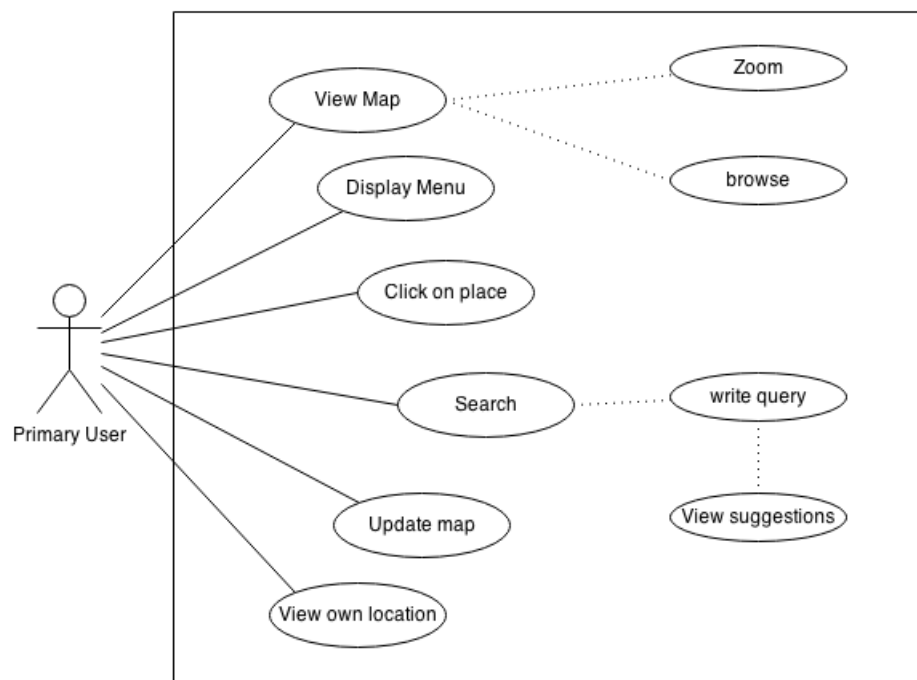 View Map
Zoom
browse
Display Menu
Click on place
Search
write query
Primary User
Update map
View suggestions
View own location